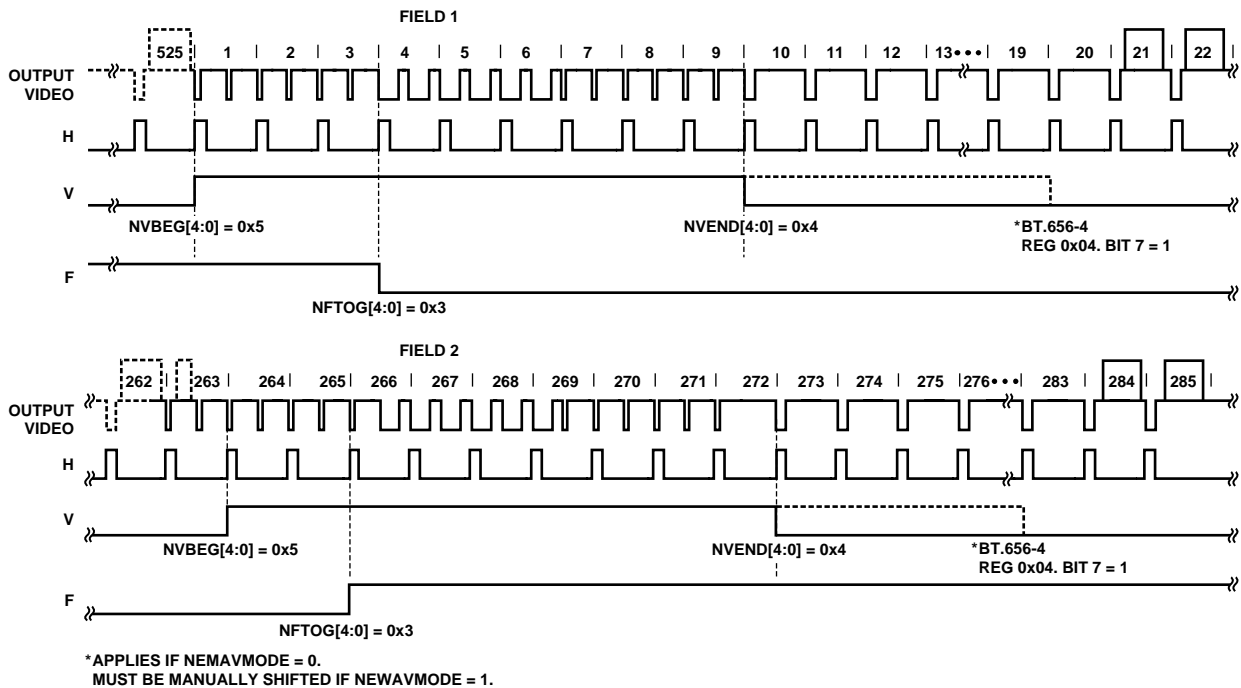 FIELD 1
525 1 2 3 4 5 6 7 8 9 10 11 12 13 ••• 19 20 21 22
OUTPUT
VIDEO
H
V
NVBEG[4:0] = 0x5
NVEND[4:0] = 0x4
*BT.656-4
REG 0x04. BIT 7 = 1
F
NFTOG[4:0] = 0x3
FIELD 2
262 263 264 265 266 267 268 269 270 271 272 273 274 275 276 ••• 283 284 285
OUTPUT
VIDEO
H
V
NVBEG[4:0] = 0x5
NVEND[4:0] = 0x4
*BT.656-4
REG 0x04. BIT 7 = 1
F
NFTOG[4:0] = 0x3
*APPLIES IF NEMAVMODE = 0.
MUST BE MANUALLY SHIFTED IF NEWAVMODE = 1.